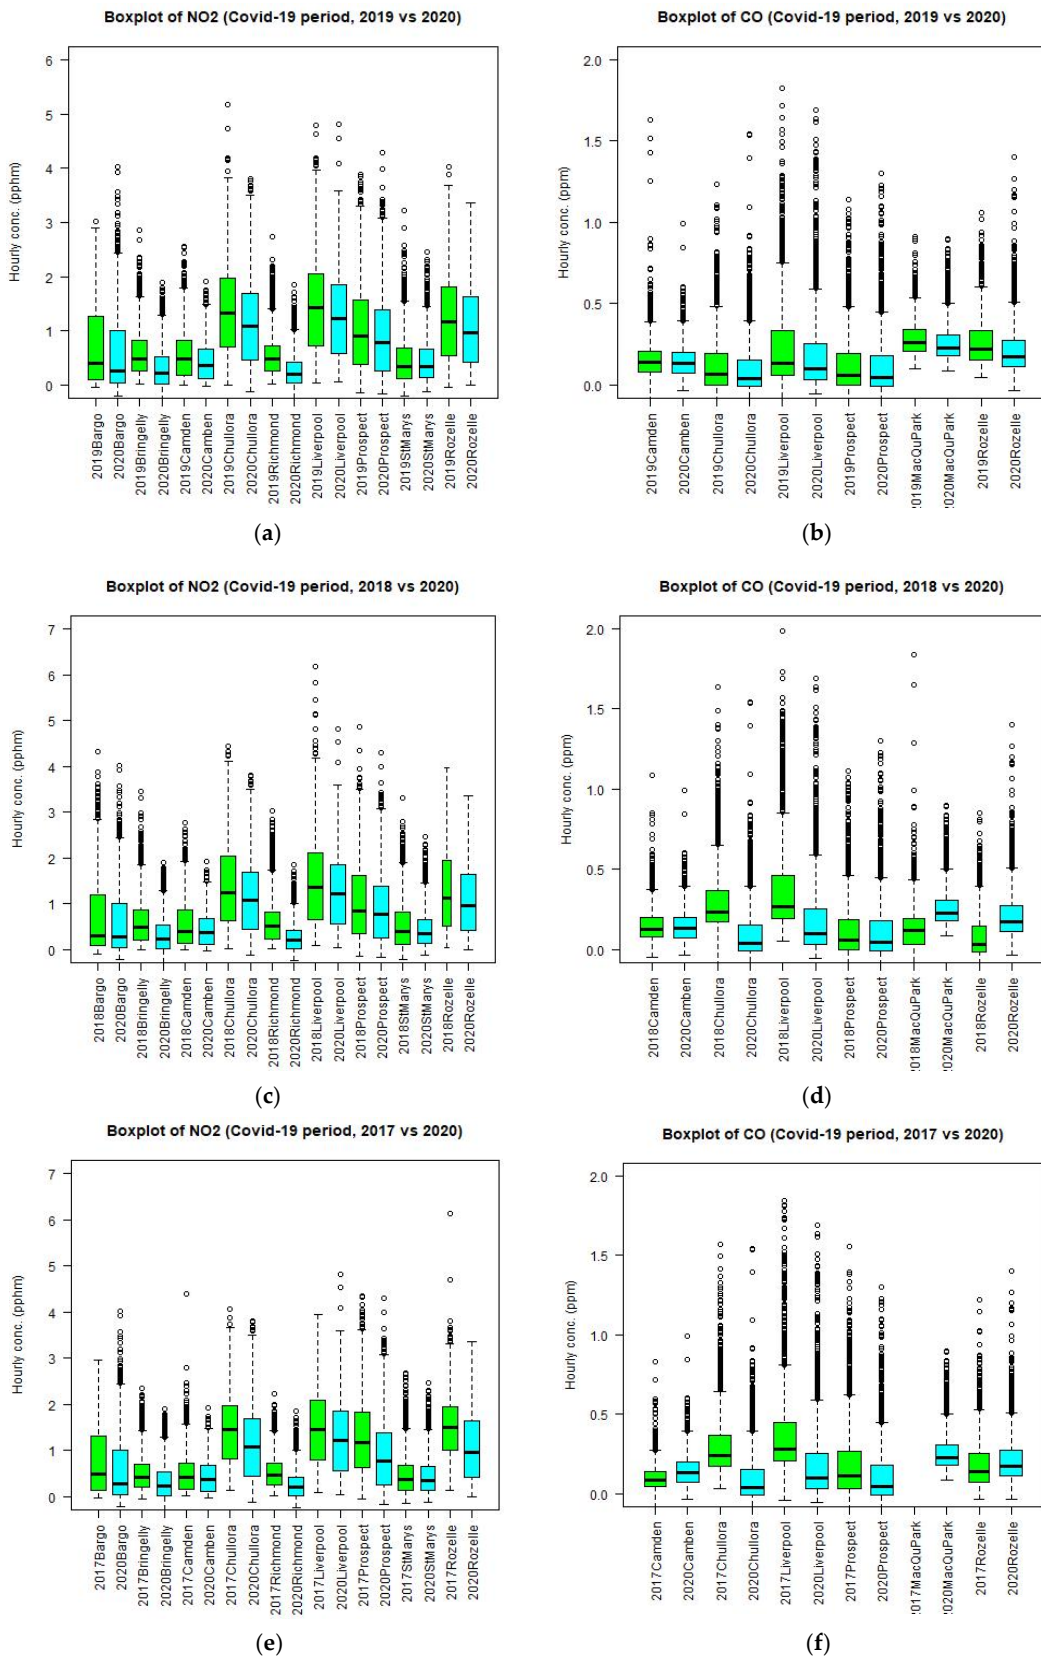 Boxplot of NO2 (Covid-19 period, 2019 vs 2020)
Hourly conc. (pphm)
6
5
4
3
2
1
0
2019Bargo
2020Bargo
2019Bringelly
2020Bringelly
2019Camden
2020Camben
2019Chullora
2020Chullora
2019Richmond
2020Richmond
2019Liverpool
2020Liverpool
2019Prospect
2020Prospect
2019StMarys
2020StMarys
2019Rozelle
2020Rozelle
(a)
Boxplot of CO (Covid-19 period, 2019 vs 2020)
Hourly conc. (ppm)
2.0
1.5
1.0
0.5
0.0
2019Camden
2020Camben
2019Chullora
2020Chullora
2019Liverpool
2020Liverpool
2019Prospect
2020Prospect
2019MacQuPark
2020MacQuPark
2019Rozelle
2020Rozelle
(b)
Boxplot of NO2 (Covid-19 period, 2018 vs 2020)
Hourly conc. (pphm)
7
6
5
4
3
2
1
0
2018Bargo
2020Bargo
2018Bringelly
2020Bringelly
2018Camden
2020Camben
2018Chullora
2020Chullora
2018Richmond
2020Richmond
2018Liverpool
2020Liverpool
2018Prospect
2020Prospect
2018StMarys
2020StMarys
2018Rozelle
2020Rozelle
(c)
Boxplot of CO (Covid-19 period, 2018 vs 2020)
Hourly conc. (ppm)
2.0
1.5
1.0
0.5
0.0
2018Camden
2020Camben
2018Chullora
2020Chullora
2018Liverpool
2020Liverpool
2018Prospect
2020Prospect
2018MacQuPark
2020MacQuPark
2018Rozelle
2020Rozelle
(d)
Boxplot of NO2 (Covid-19 period, 2017 vs 2020)
Hourly conc. (pphm)
7
6
5
4
3
2
1
0
2017Bargo
2020Bargo
2017Bringelly
2020Bringelly
2017Camden
2020Camben
2017Chullora
2020Chullora
2017Richmond
2020Richmond
2017Liverpool
2020Liverpool
2017Prospect
2020Prospect
2017StMarys
2020StMarys
2017Rozelle
2020Rozelle
(e)
Boxplot of CO (Covid-19 period, 2017 vs 2020)
Hourly conc. (ppm)
2.0
1.5
1.0
0.5
0.0
2017Camden
2020Camben
2017Chullora
2020Chullora
2017Liverpool
2020Liverpool
2017Prospect
2020Prospect
2017MacQuPark
2020MacQuPark
2017Rozelle
2020Rozelle
(f)